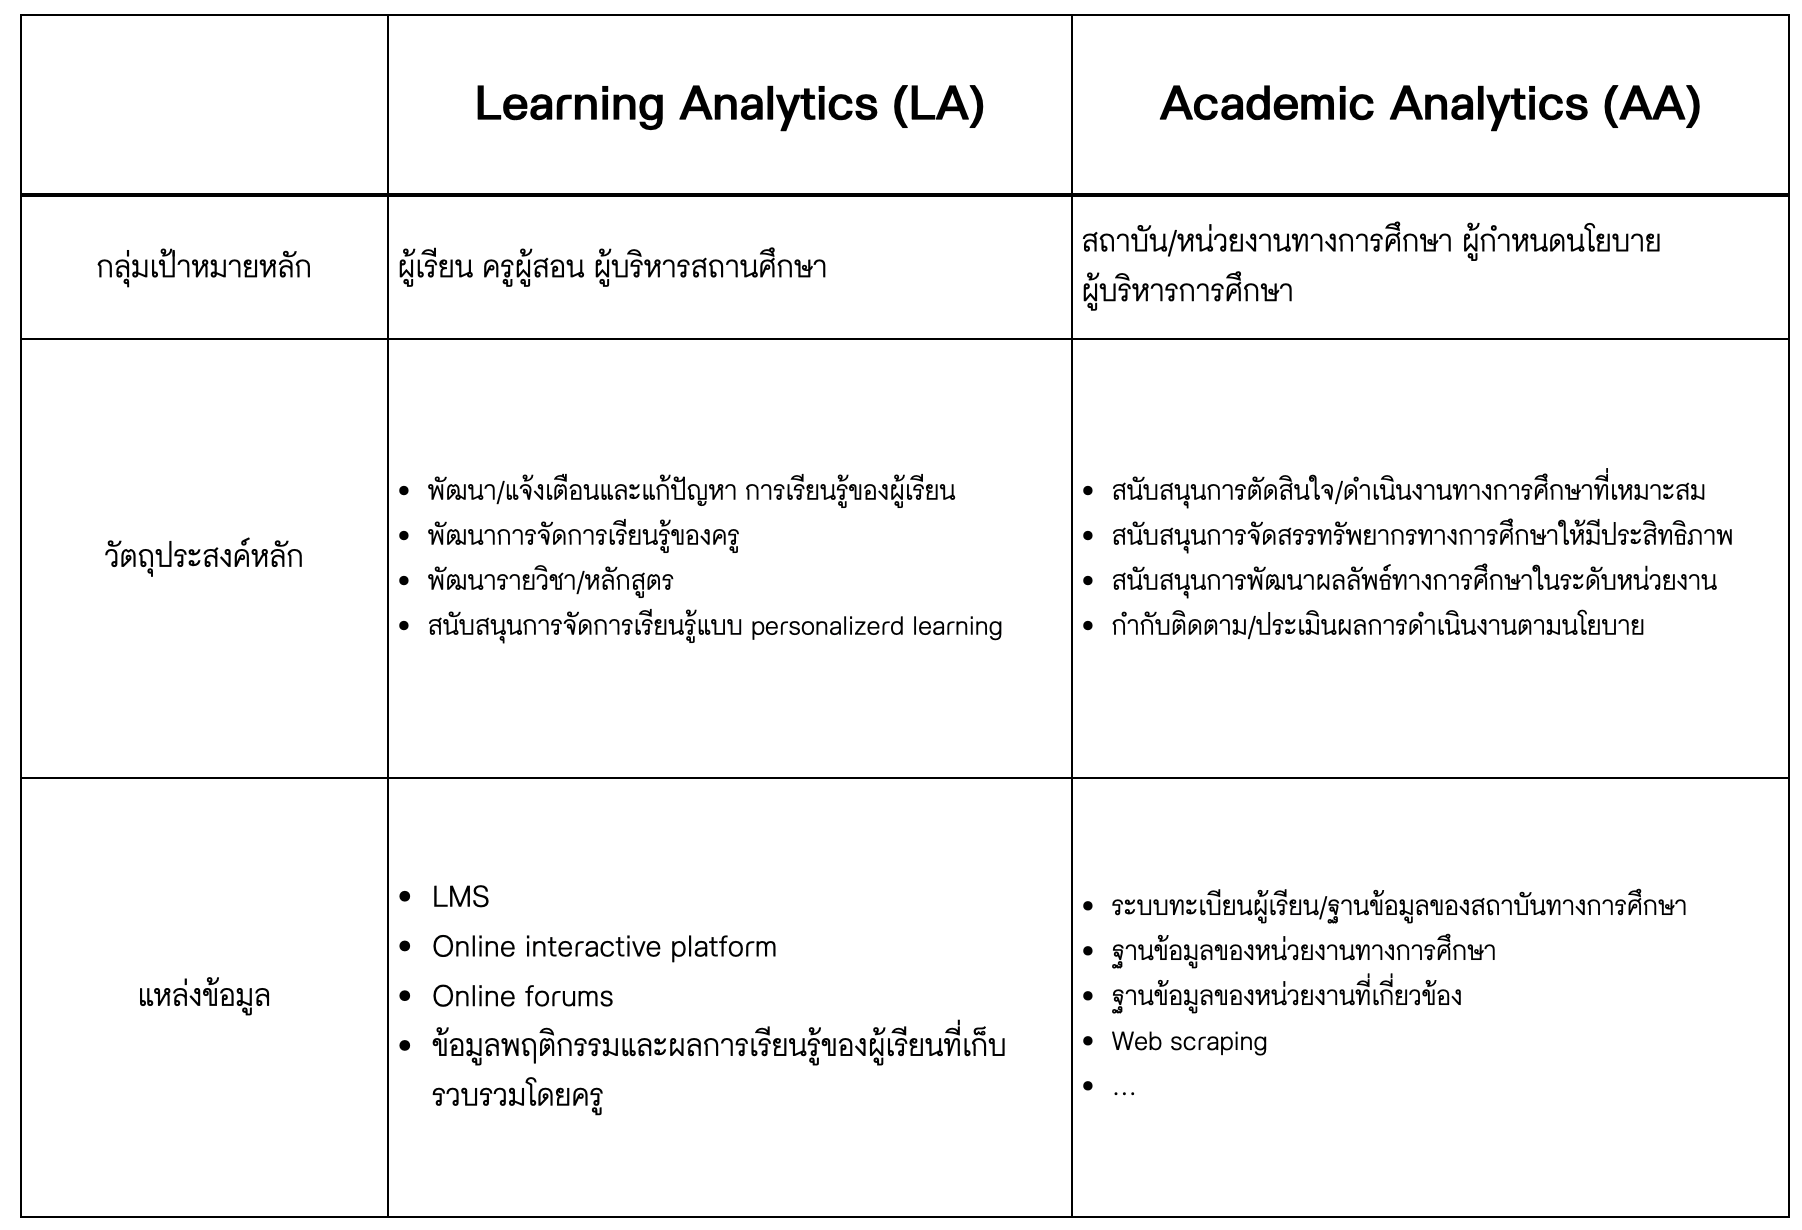 Learning Analytics (LA)
Academic Analytics (AA)
กลุ่มเป้าหมายหลัก
ผู้เรียน ครูผู้สอน ผู้บริหารสถานศึกษา
สถาบัน/หน่วยงานทางการศึกษา ผู้กำหนดนโยบาย
ผู้บริหารการศึกษา
วัตถุประสงค์หลัก
• พัฒนา/แจ้งเตือนและแก้ปัญหา การเรียนรู้ของผู้เรียน
• พัฒนาการจัดการเรียนรู้ของครู
• พัฒนารายวิชา/หลักสูตร
• สนับสนุนการจัดการเรียนรู้แบบ personalizerd learning
• สนับสนุนการตัดสินใจ/ดำเนินงานทางการศึกษาที่เหมาะสม
• สนับสนุนการจัดสรรทรัพยากรทางการศึกษาให้มีประสิทธิภาพ
• สนับสนุนการพัฒนาผลลัพธ์ทางการศึกษาในระดับหน่วยงาน
• กำกับติดตาม/ประเมินผลการดำเนินงานตามนโยบาย
แหล่งข้อมูล
• LMS
• Online interactive platform
• Online forums
• ข้อมูลพฤติกรรมและผลการเรียนรู้ของผู้เรียนที่เก็บ
รวบรวมโดยครู
• ระบบทะเบียนผู้เรียน/ฐานข้อมูลของสถาบันทางการศึกษา
• ฐานข้อมูลของหน่วยงานทางการศึกษา
• ฐานข้อมูลของหน่วยงานที่เกี่ยวข้อง
• Web scraping
• ...